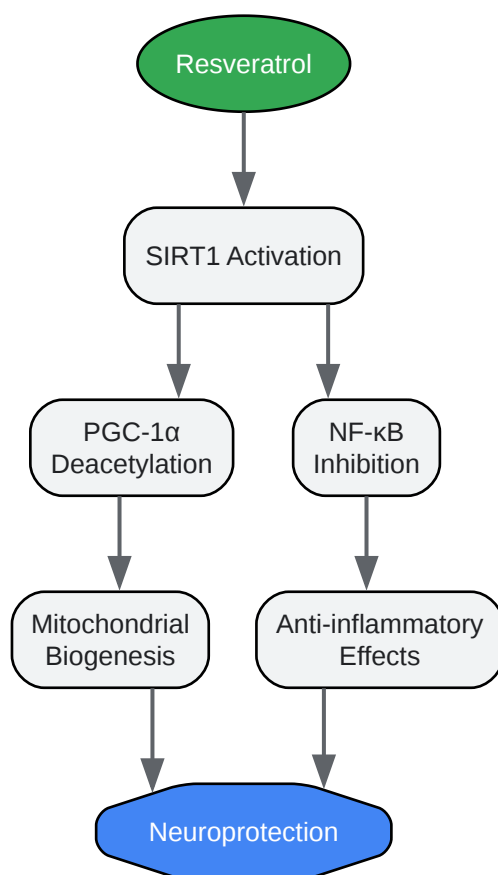 Resveratrol
SIRT1 Activation
PGC-1α
Deacetylation
NF-κB
Inhibition
Mitochondrial
Biogenesis
Anti-inflammatory
Effects
Neuroprotection